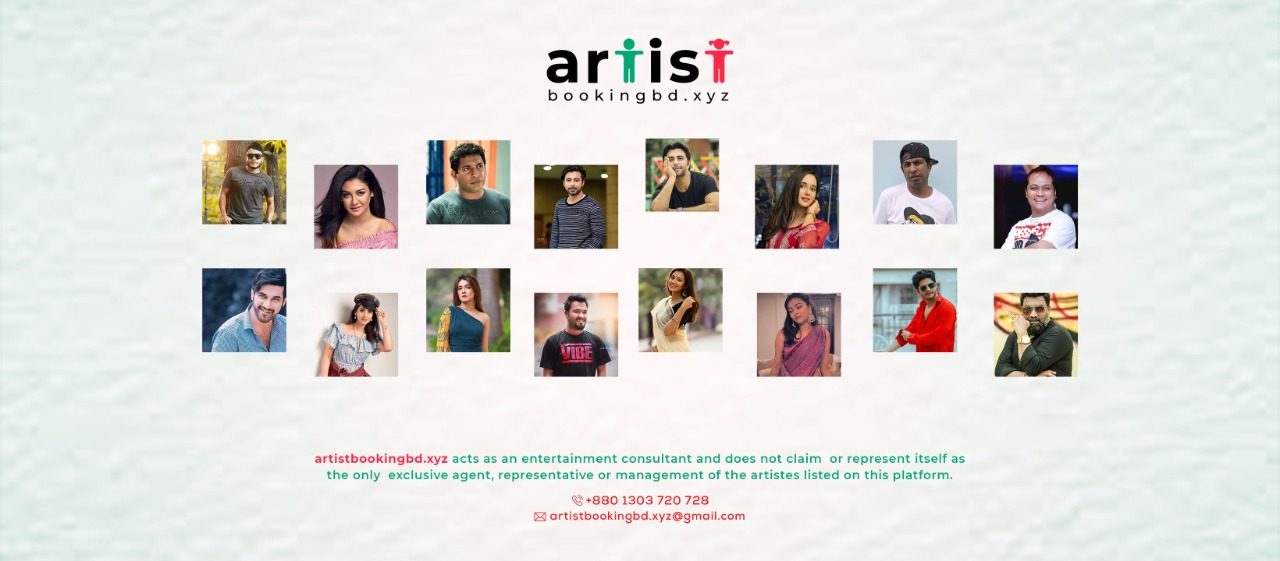 artist
bookingbd.xyz
VIBE
artistbookingbd.xyz acts as an entertainment consultant and does not claim or represent itself as
the only exclusive agent, representative or management of the artistes listed on this platform.
+880 1303 720 728
artistbookingbd.xyz@gmail.com